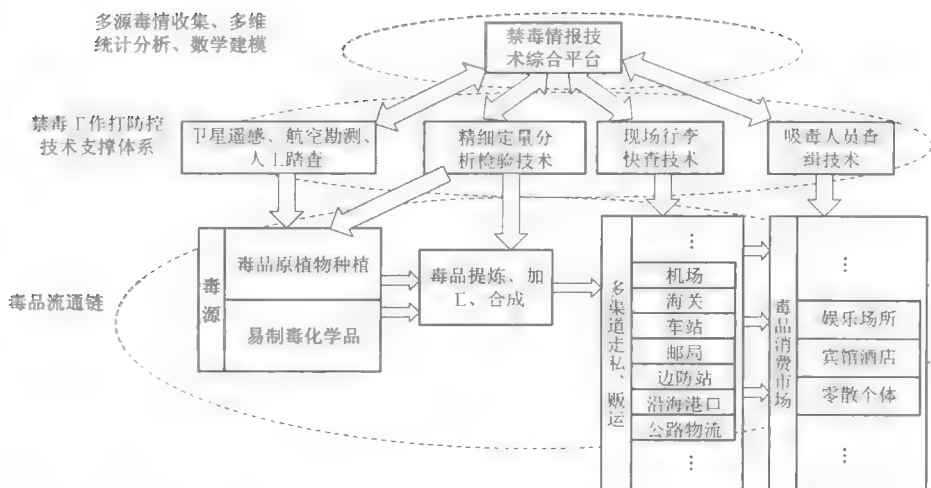 多源毒情收集、多维
统计分析、数学建模
禁毒情报技
术综合平台
禁毒工作打防控
技术支撑体系
卫星遥感、航空勘测、
人工踏查
精细定量分
析检验技术
现场行李
快查技术
吸毒人员查
缉技术
毒品流通链
毒源
毒品原植物种植
易制毒化学品
毒品提炼、加
工、合成
多渠道走私、贩运
⋮
机场
海关
车站
邮局
边防站
沿海港口
公路物流
⋮
毒品消费市场
⋮
娱乐场所
宾馆酒店
零散个体
⋮